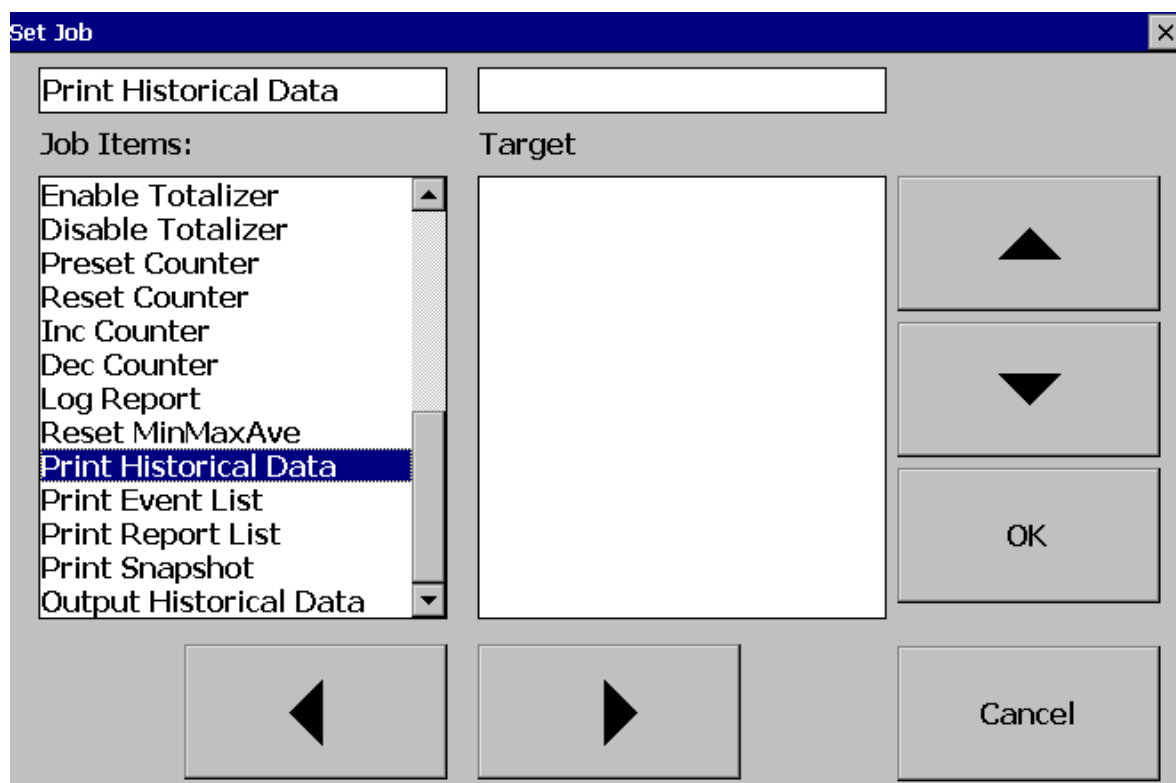 Set Job
Print Historical Data
Job Items:
Target
Enable Totalizer
Disable Totalizer
Preset Counter
Reset Counter
Inc Counter
Dec Counter
Log Report
Reset MinMaxAve
Print Historical Data
Print Event List
Print Report List
Print Snapshot
Output Historical Data
OK
Cancel